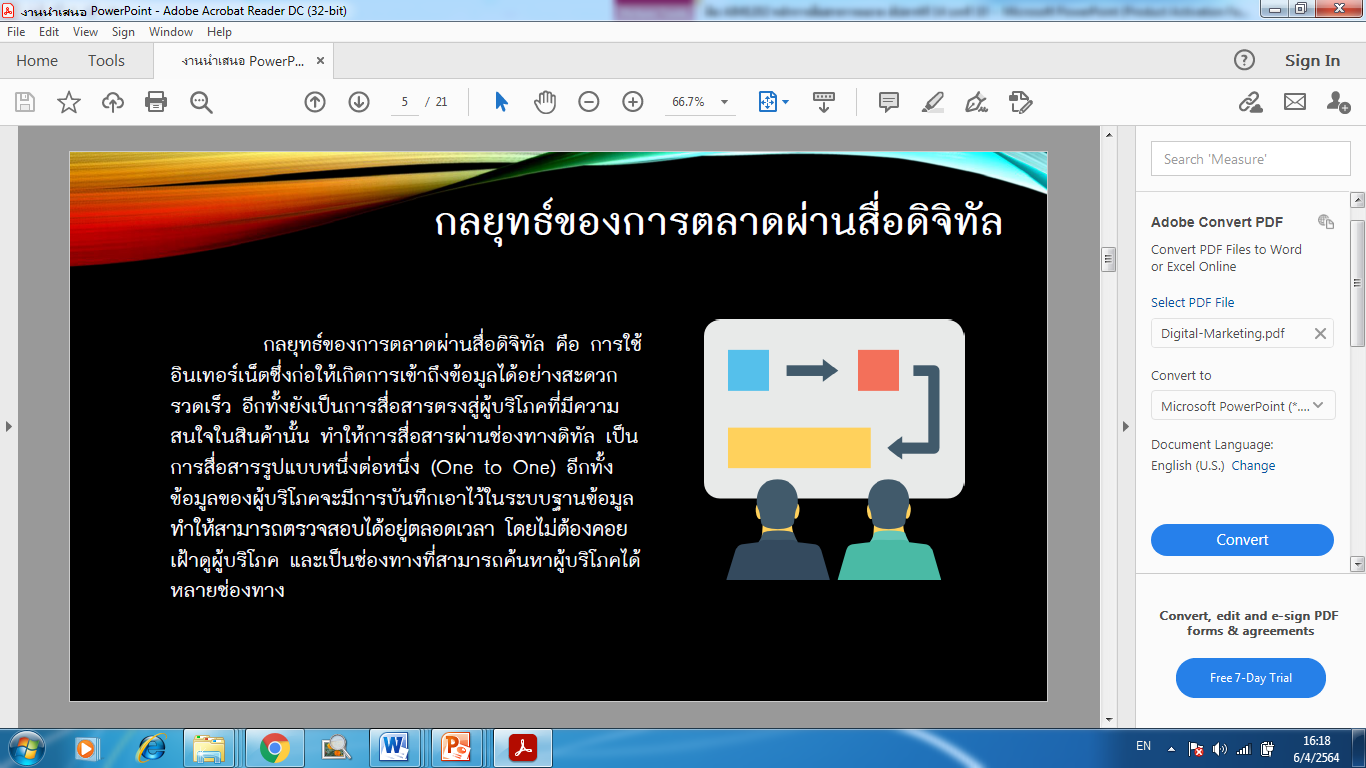 งานนำเสนอ PowerPoint - Adobe Acrobat Reader DC (32-bit)
File Edit View Sign Window Help
Home Tools งานนำเสนอ PowerP... × Sign In
5 / 21 66.7%
Search 'Measure'
กลยุทธ์ของการตลาดผ่านสื่อดิจิทัล
กลยุทธ์ของการตลาดผ่านสื่อดิจิทัล คือ การใช้
อินเทอร์เน็ตซึ่งก่อให้เกิดการเข้าถึงข้อมูลได้อย่างสะดวก
รวดเร็ว อีกทั้งยังเป็นการสื่อสารตรงสู่ผู้บริโภคที่มีความ
สนใจในสินค้านั้น ทำให้การสื่อสารผ่านช่องทางดิทัล เป็น
การสื่อสารรูปแบบหนึ่งต่อหนึ่ง (One to One) อีกทั้ง
ข้อมูลของผู้บริโภคจะมีการบันทึกเอาไว้ในระบบฐานข้อมูล
ทำให้สามารถตรวจสอบได้อยู่ตลอดเวลา โดยไม่ต้องคอย
เฝ้าดูผู้บริโภค และเป็นช่องทางที่สามารถค้นหาผู้บริโภคได้
หลายช่องทาง
Adobe Convert PDF
Convert PDF Files to Word
or Excel Online
Select PDF File
Digital-Marketing.pdf
Convert to
Microsoft PowerPoint (*....
Document Language:
English (U.S.) Change
Convert
Convert, edit and e-sign PDF
forms & agreements
Free 7-Day Trial
EN
16:18
6/4/2564